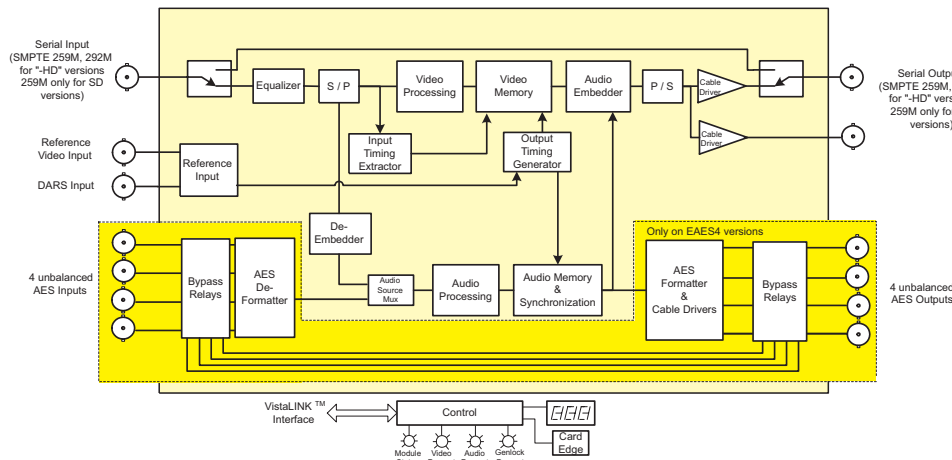 Serial Input
(SMPTE 259M, 292M
for "-HD" versions
259M only for SD
versions)
Equalizer
S / P
Video
Processing
Video
Memory
Audio
Embedder
P / S
Cable
Driver
Cable
Driver
Serial Outpu
(SMPTE 259M,
for "-HD" vers
259M only fo
versions)
Reference
Video Input
DARS Input
Reference
Input
Input
Timing
Extractor
Output
Timing
Generator
De-
Embedder
Only on EAES4 versions
4 unbalanced
AES Inputs
Bypass
Relays
AES
De-
Formatter
Audio
Source
Mux
Audio
Processing
Audio Memory
&
Synchronization
AES
Formatter
&
Cable Drivers
Bypass
Relays
4 unbalanced
AES Outputs
VistaLINK ™
Interface
Control
Card
Edge
Module
Video
Audio
Genlock